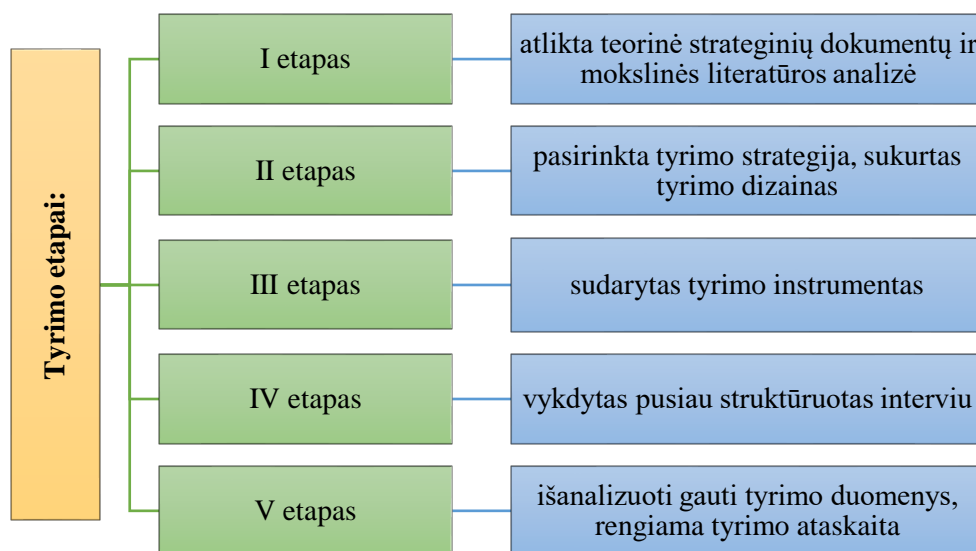 Tyrimo etapai:
I etapas
atlikta teorinė strateginių dokumentų ir
mokslinės literatūros analizė
II etapas
pasirinkta tyrimo strategija, sukurtas
tyrimo dizainas
III etapas
sudarytas tyrimo instrumentas
IV etapas
vykdytas pusiau struktūruotas interviu
V etapas
išanalizuoti gauti tyrimo duomenys,
rengiama tyrimo ataskaita